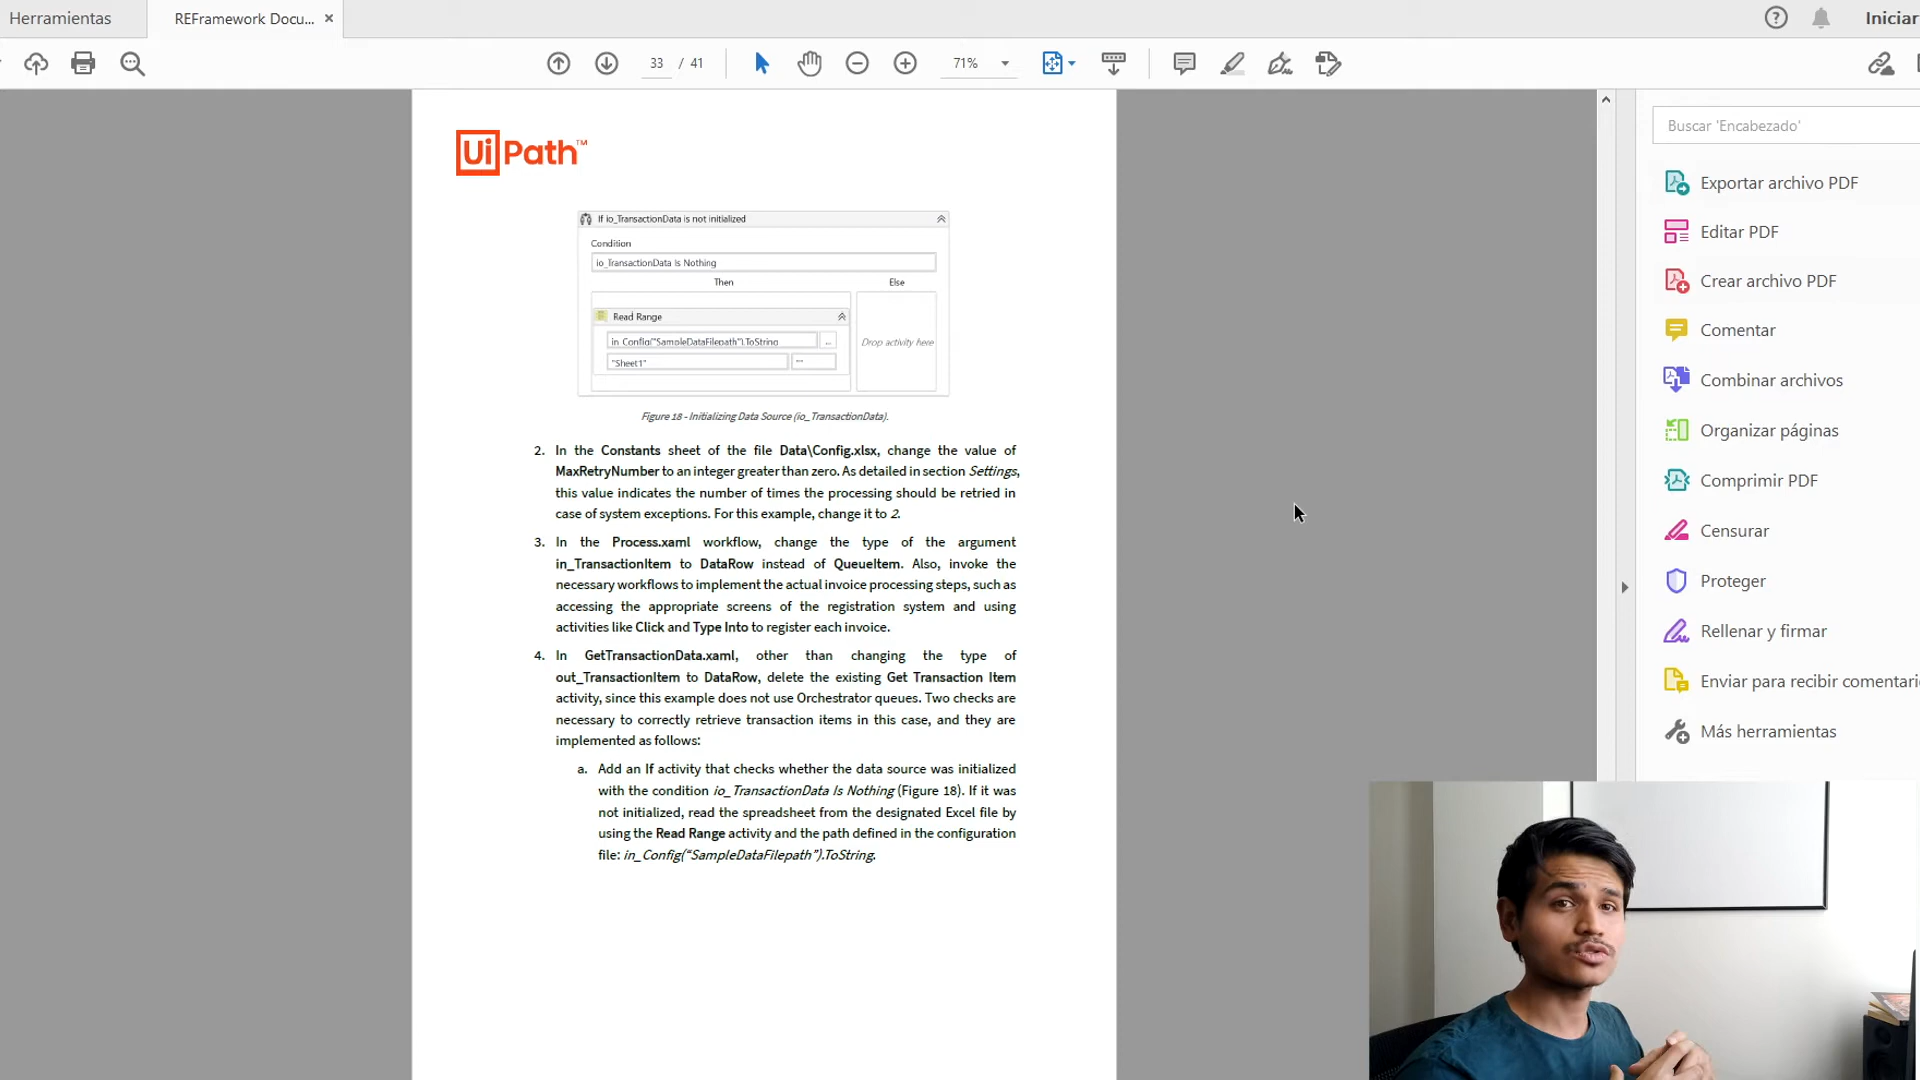 Herramientas
REFramework Docu... ×
Iniciar
33 / 41
71%
UiPath™
If io_TransactionData is not initialized
Condition
io_TransactionData Is Nothing
Then
Else
Read Range
in_Config("SampleDataFilepath").ToString
...
Drop activity here
"Sheet1"
""
Figure 18 - Initializing Data Source (io_TransactionData).
2. In the Constants sheet of the file Data\Config.xlsx, change the value of
MaxRetryNumber to an integer greater than zero. As detailed in section Settings,
this value indicates the number of times the processing should be retried in
case of system exceptions. For this example, change it to 2.
3. In the Process.xaml workflow, change the type of the argument
in_TransactionItem to DataRow instead of QueueItem. Also, invoke the
necessary workflows to implement the actual invoice processing steps, such as
accessing the appropriate screens of the registration system and using
activities like Click and Type Into to register each invoice.
4. In GetTransactionData.xaml, other than changing the type of
out_TransactionItem to DataRow, delete the existing Get Transaction Item
activity, since this example does not use Orchestrator queues. Two checks are
necessary to correctly retrieve transaction items in this case, and they are
implemented as follows:
a. Add an If activity that checks whether the data source was initialized
with the condition io_TransactionData Is Nothing (Figure 18). If it was
not initialized, read the spreadsheet from the designated Excel file by
using the Read Range activity and the path defined in the configuration
file: in_Config(“SampleDataFilepath”).ToString.
Buscar 'Encabezado'
Exportar archivo PDF
Editar PDF
Crear archivo PDF
Comentar
Combinar archivos
Organizar páginas
Comprimir PDF
Censurar
Proteger
Rellenar y firmar
Enviar para recibir comentari
Más herramientas